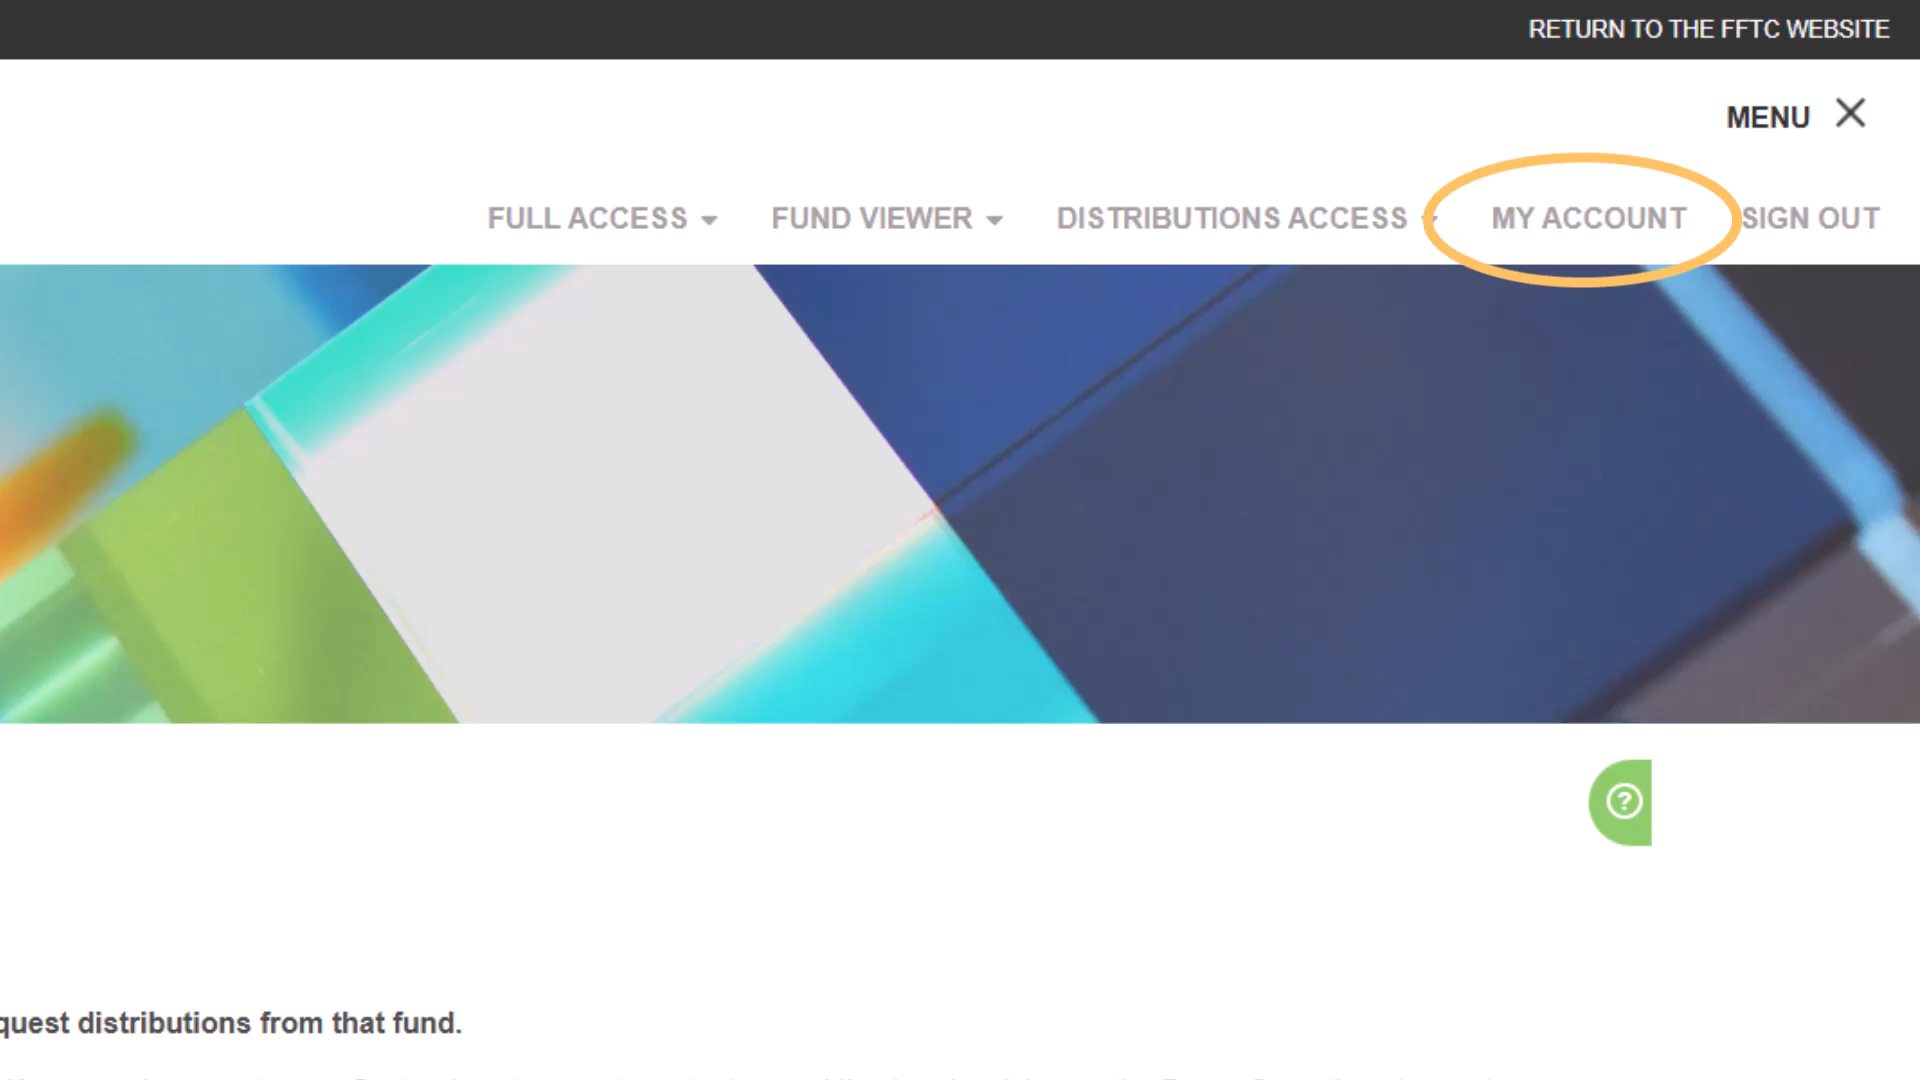 RETURN TO THE FFTC WEBSITE
MENU
FULL ACCESS FUND VIEWER DISTRIBUTIONS ACCESS MY ACCOUNT SIGN OUT
?
quest distributions from that fund.